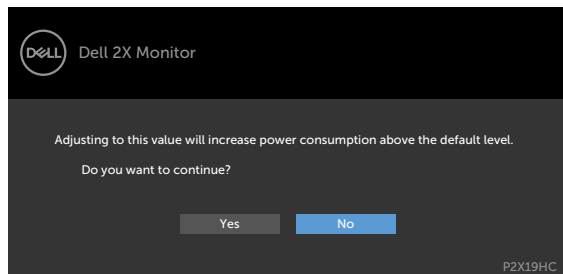 DELL
Dell 2X Monitor
Adjusting to this value will increase power consumption above the default level.
Do you want to continue?
Yes
No
P2X19HC